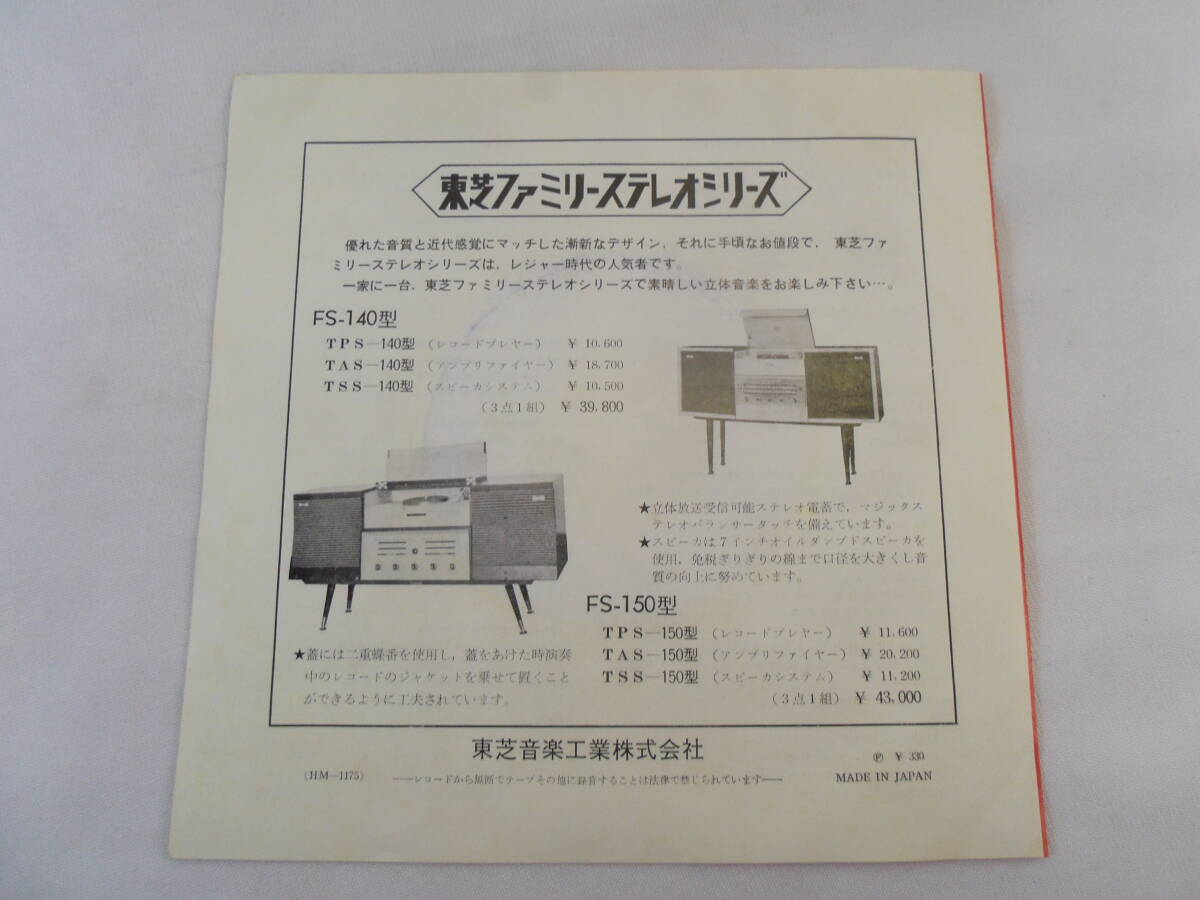 東芝ファミリーステレオシリーズ
優れた音質と近代感覚にマッチした漸新なデザイン，それに手頃なお値段で，東芝ファ
ミリーステレオシリーズは，レジャー時代の人気者です。
一家に一台，東芝ファミリーステレオシリーズで素晴しい立体音楽をお楽しみ下さい…。
FS-140型
TPS—140型 （レコードプレヤー） ¥ 10,600
TAS—140型 （アンプリファイヤー） ¥ 18,700
TSS—140型 （スピーカシステム） ¥ 10,500
（3点1組） ¥ 39,800
★立体放送受信可能ステレオ電蓄で，マジックス
テレオバランサータッチを備えています。
★スピーカは7インチオイルダンプドスピーカを
使用，免税ぎりぎりの線まで口径を大きくし音
質の向上に努めています。
FS-150型
TPS—150型 （レコードプレヤー） ¥ 11,600
TAS—150型 （アンプリファイヤー） ¥ 20,200
TSS—150型 （スピーカシステム） ¥ 11,200
（3点1組） ¥ 43,000
★蓋には二重蝶番を使用し，蓋をあけた時演奏
中のレコードのジャケットを乗せて置くこと
ができるように工夫されています。
東芝音楽工業株式会社
(HM—1175)
——レコードから無断でテープその他に録音することは法律で禁じられています——
Ⓟ ¥ 330
MADE IN JAPAN